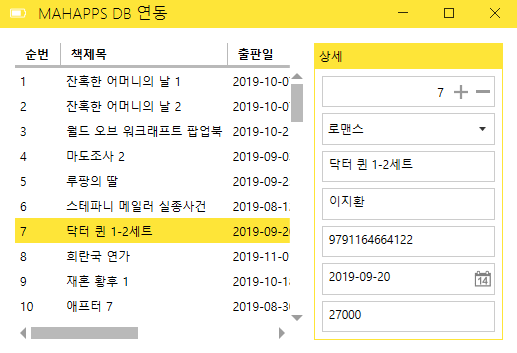 MAHAPPS DB 연동
순번 책제목 출판일
1 잔혹한 어머니의 날 1 2019-10-0
2 잔혹한 어머니의 날 2 2019-10-0
3 월드 오브 워크래프트 팝업북 2019-10-2
4 마도조사 2 2019-09-0
5 루팡의 딸 2019-09-2
6 스테파니 메일러 실종사건 2019-08-1
7 닥터 퀸 1-2세트 2019-09-20
8 희란국 연가 2019-11-0
9 재혼 황후 1 2019-10-1
10 애프터 7 2019-08-30
상세
7
로맨스
닥터 퀸 1-2세트
이지환
9791164664122
2019-09-20
27000